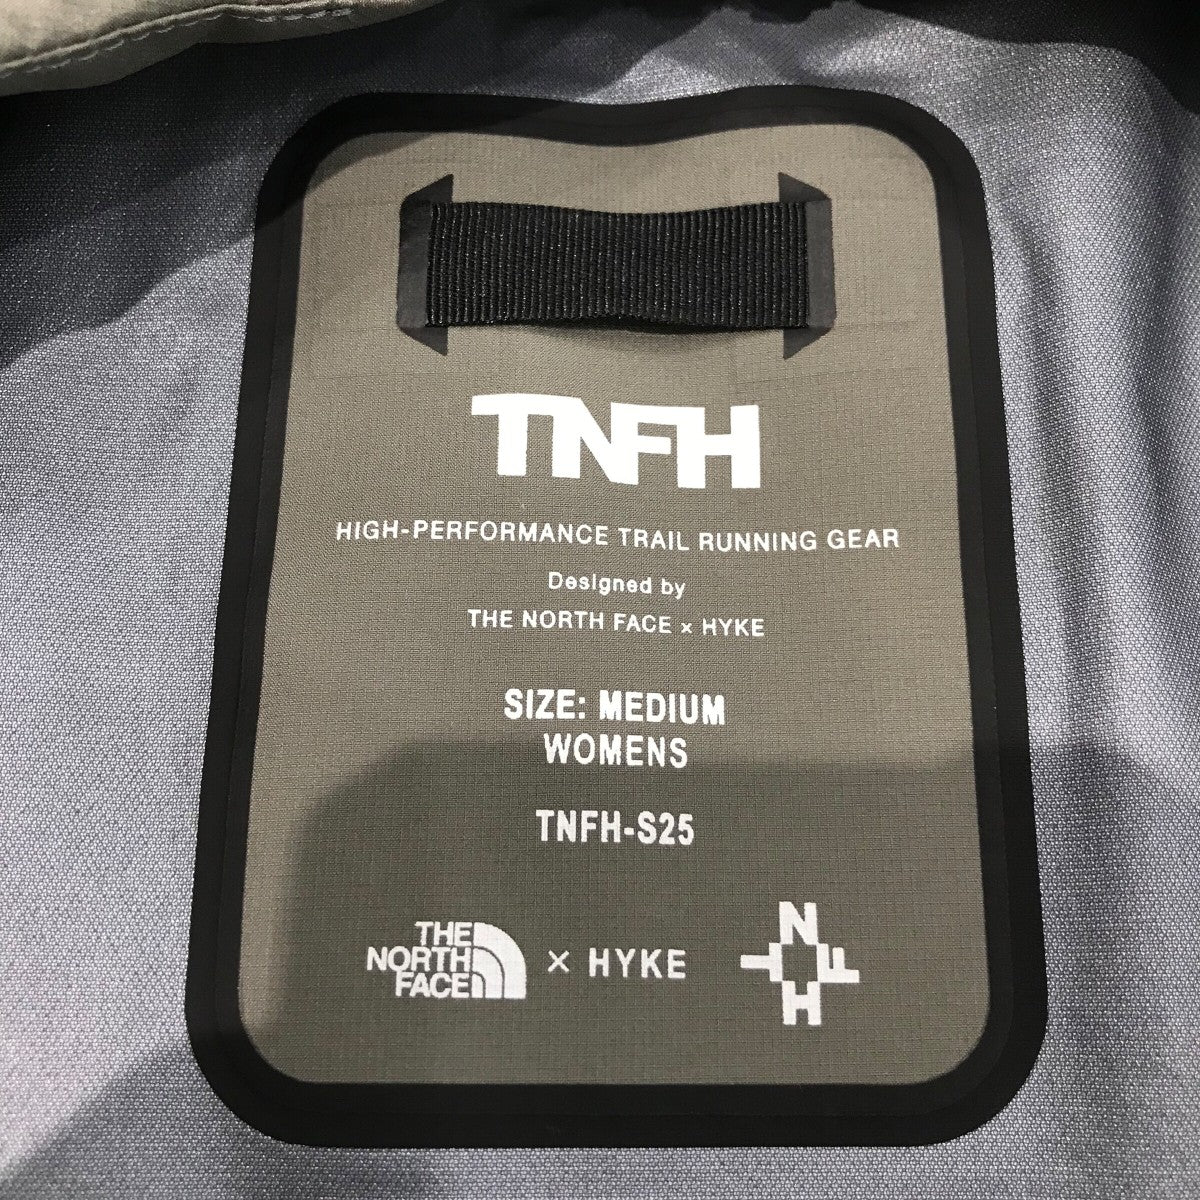 TNFH
HIGH-PERFORMANCE TRAIL RUNNING GEAR
Designed by
THE NORTH FACE × HYKE
SIZE: MEDIUM
WOMENS
TNFH-S25
THE
NORTH
FACE
× HYKE
N
T F
H